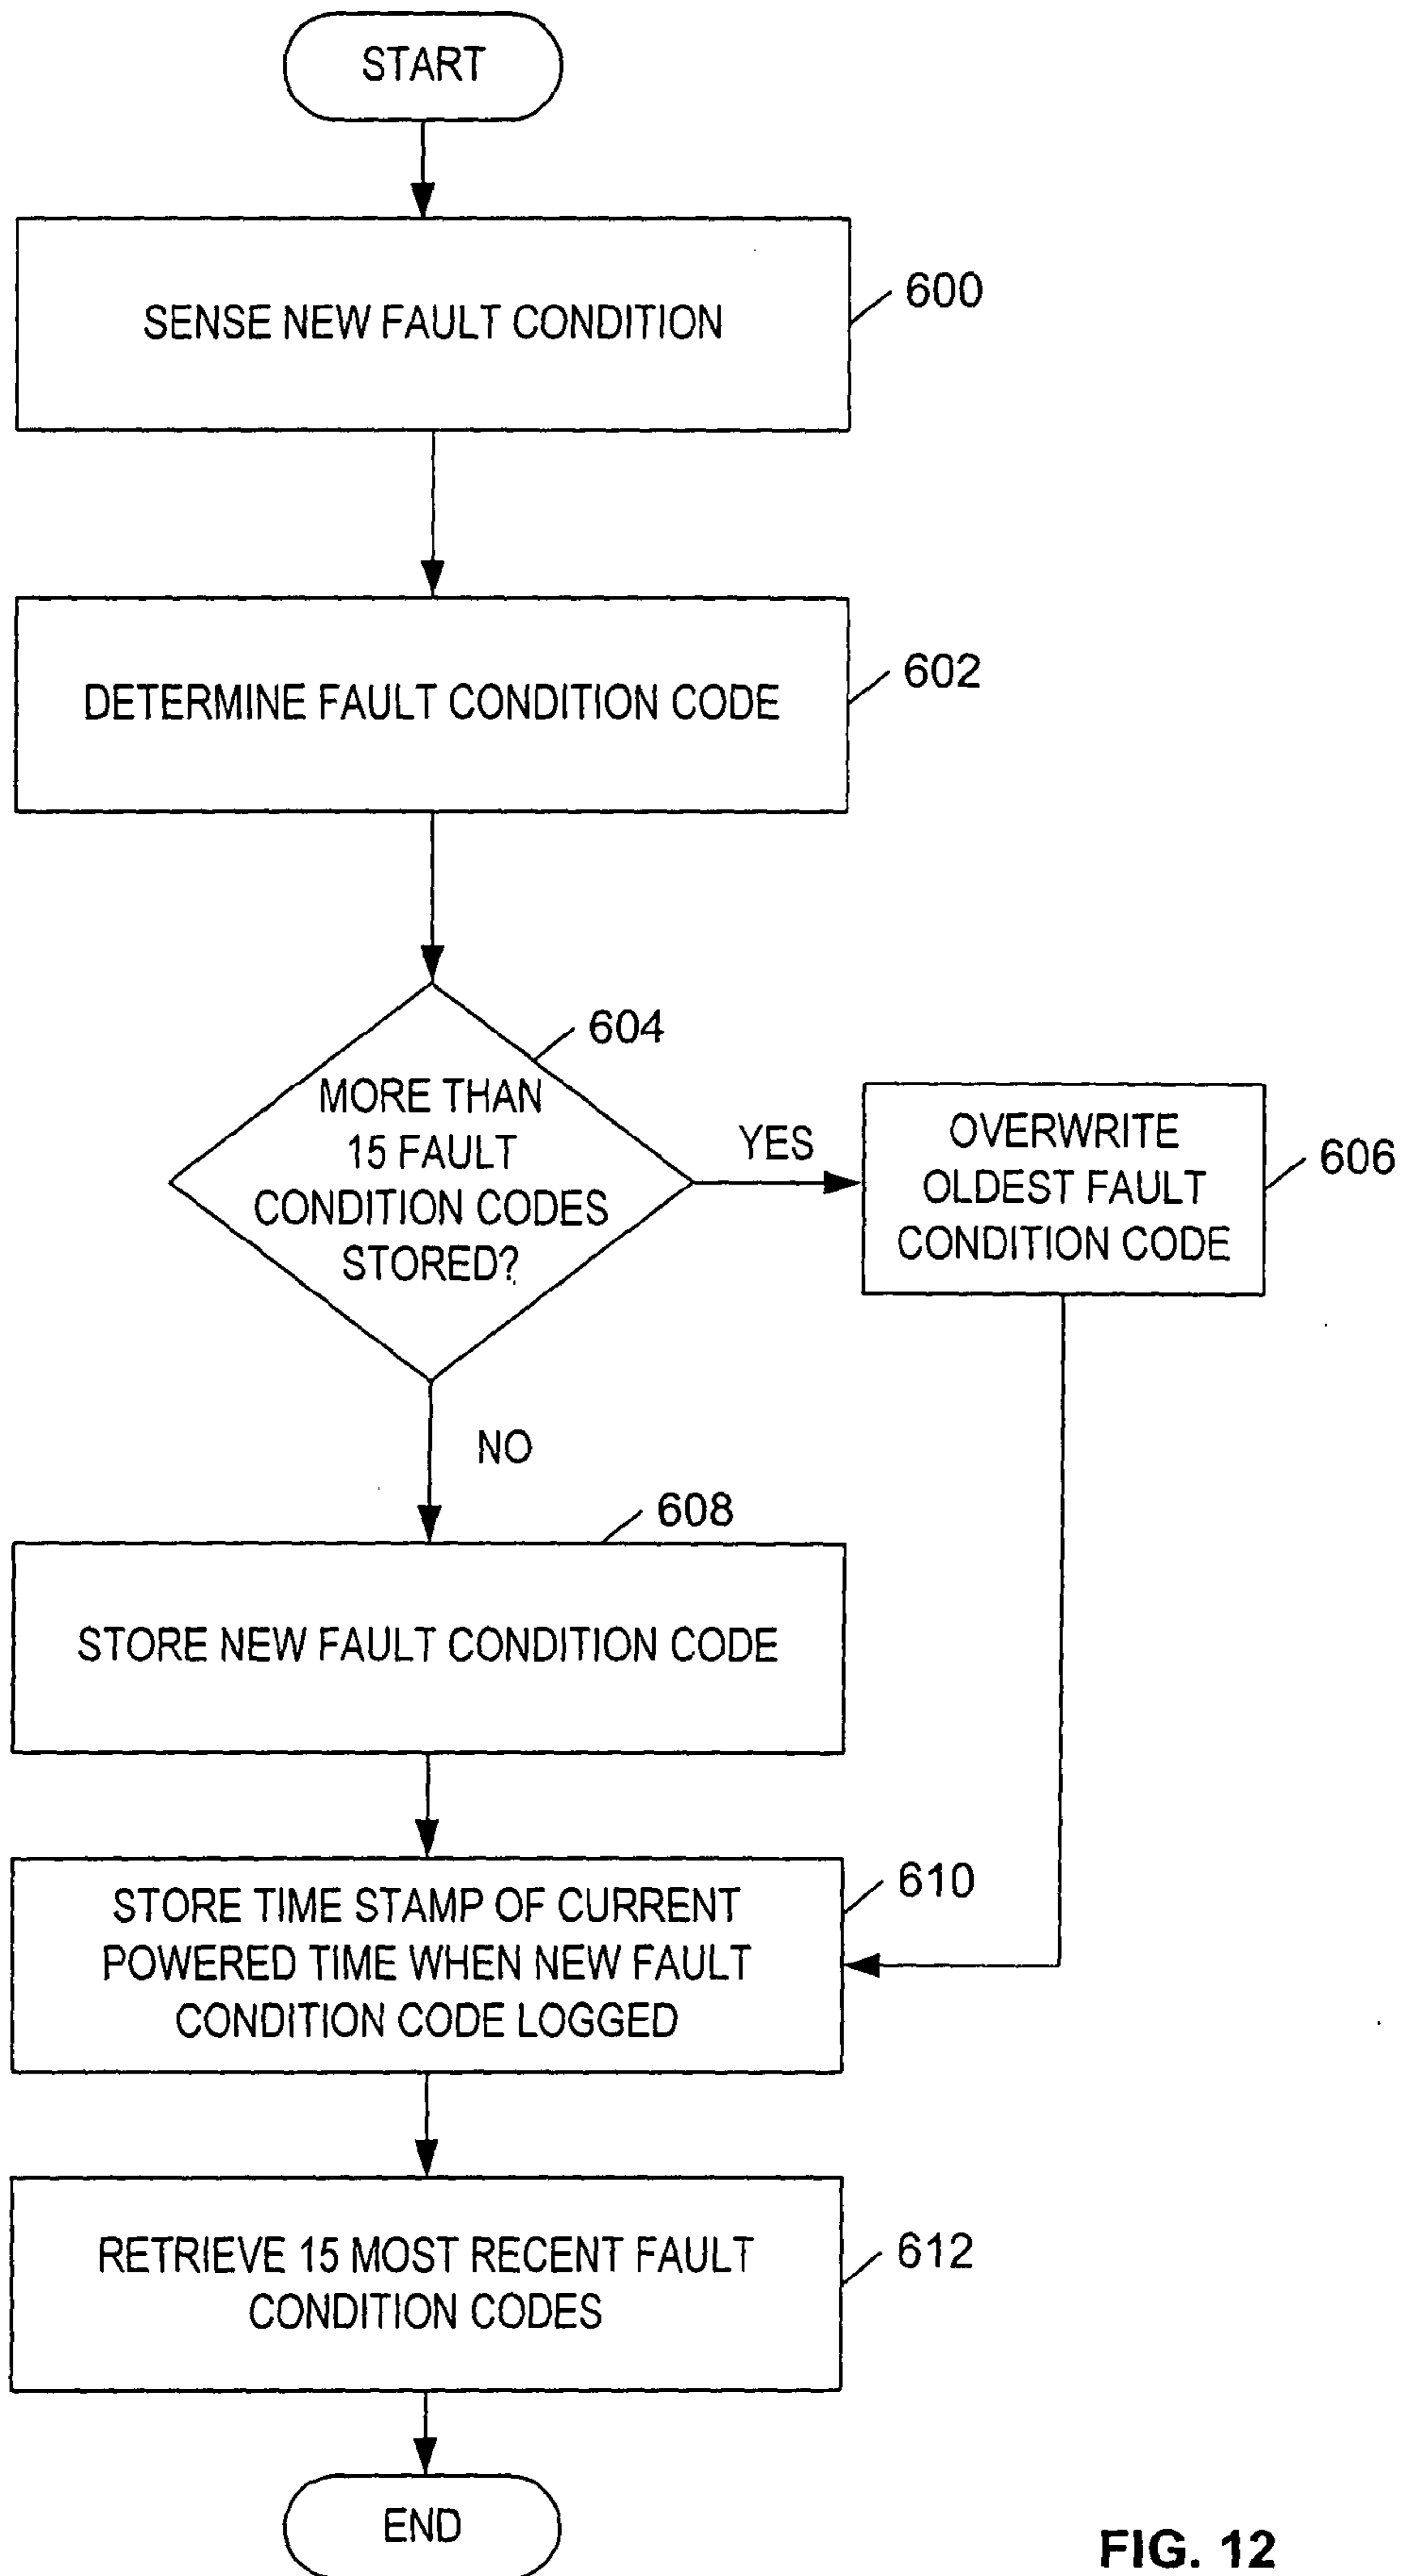 START
SENSE NEW FAULT CONDITION
600
DETERMINE FAULT CONDITION CODE
602
604
MORE THAN
15 FAULT
CONDITION CODES
STORED?
YES
OVERWRITE
OLDEST FAULT
CONDITION CODE
606
NO
608
STORE NEW FAULT CONDITION CODE
STORE TIME STAMP OF CURRENT
POWERED TIME WHEN NEW FAULT
CONDITION CODE LOGGED
610
RETRIEVE 15 MOST RECENT FAULT
CONDITION CODES
612
END
FIG. 12